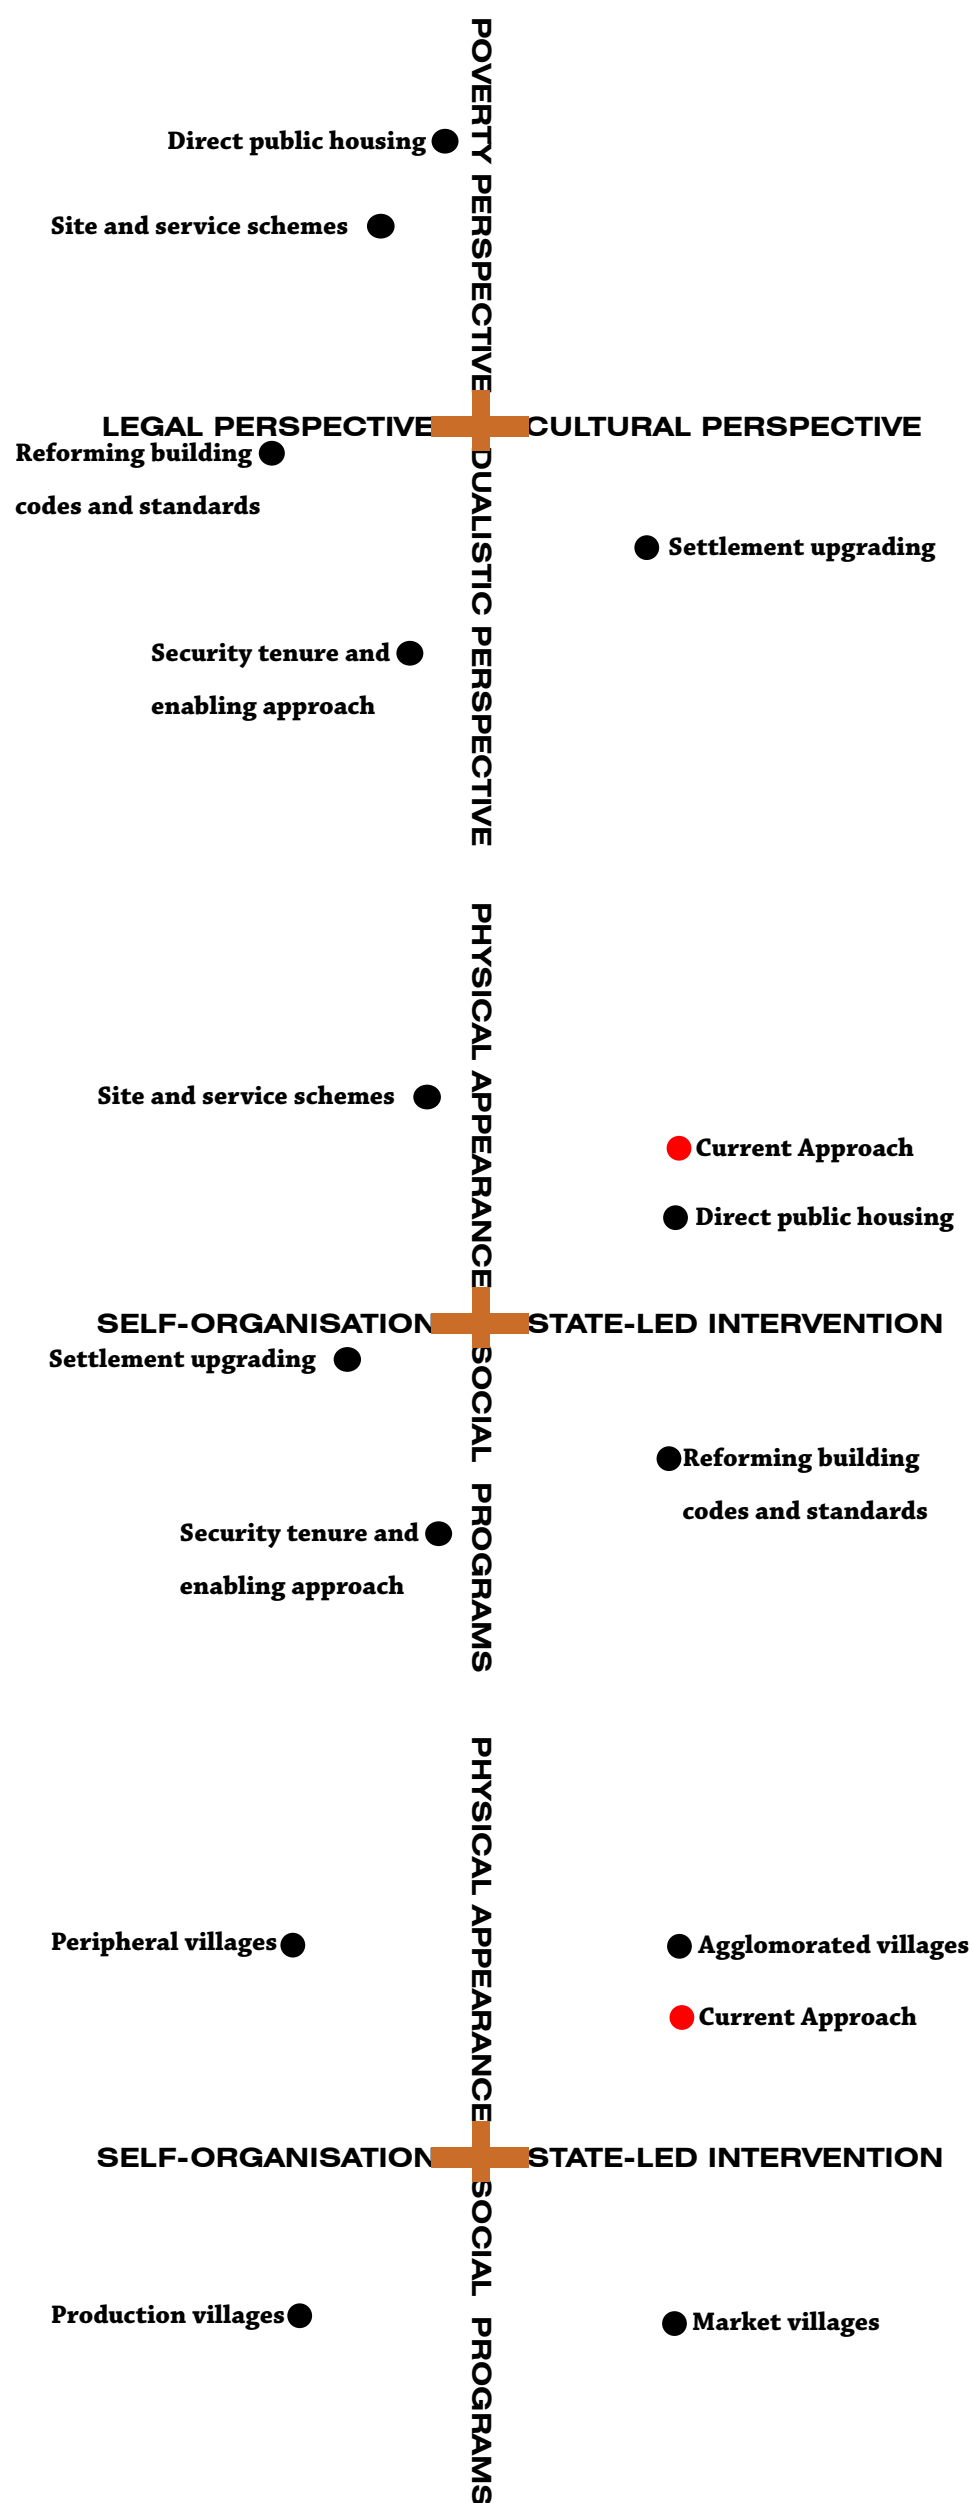 POVERTY PERSPECTIVE
Direct public housing
Site and service schemes
LEGAL PERSPECTIVE
CULTURAL PERSPECTIVE
Reforming building
codes and standards
DUALISTIC PERSPECTIVE
Settlement upgrading
Security tenure and
enabling approach
PHYSICAL APPEARANCE
Site and service schemes
Current Approach
Direct public housing
SELF-ORGANISATION
STATE-LED INTERVENTION
Settlement upgrading
SOCIAL PROGRAMS
Reforming building
codes and standards
Security tenure and
enabling approach
PHYSICAL APPEARANCE
Peripheral villages
Agglomorated villages
Current Approach
SELF-ORGANISATION
STATE-LED INTERVENTION
SOCIAL PROGRAMS
Production villages
Market villages